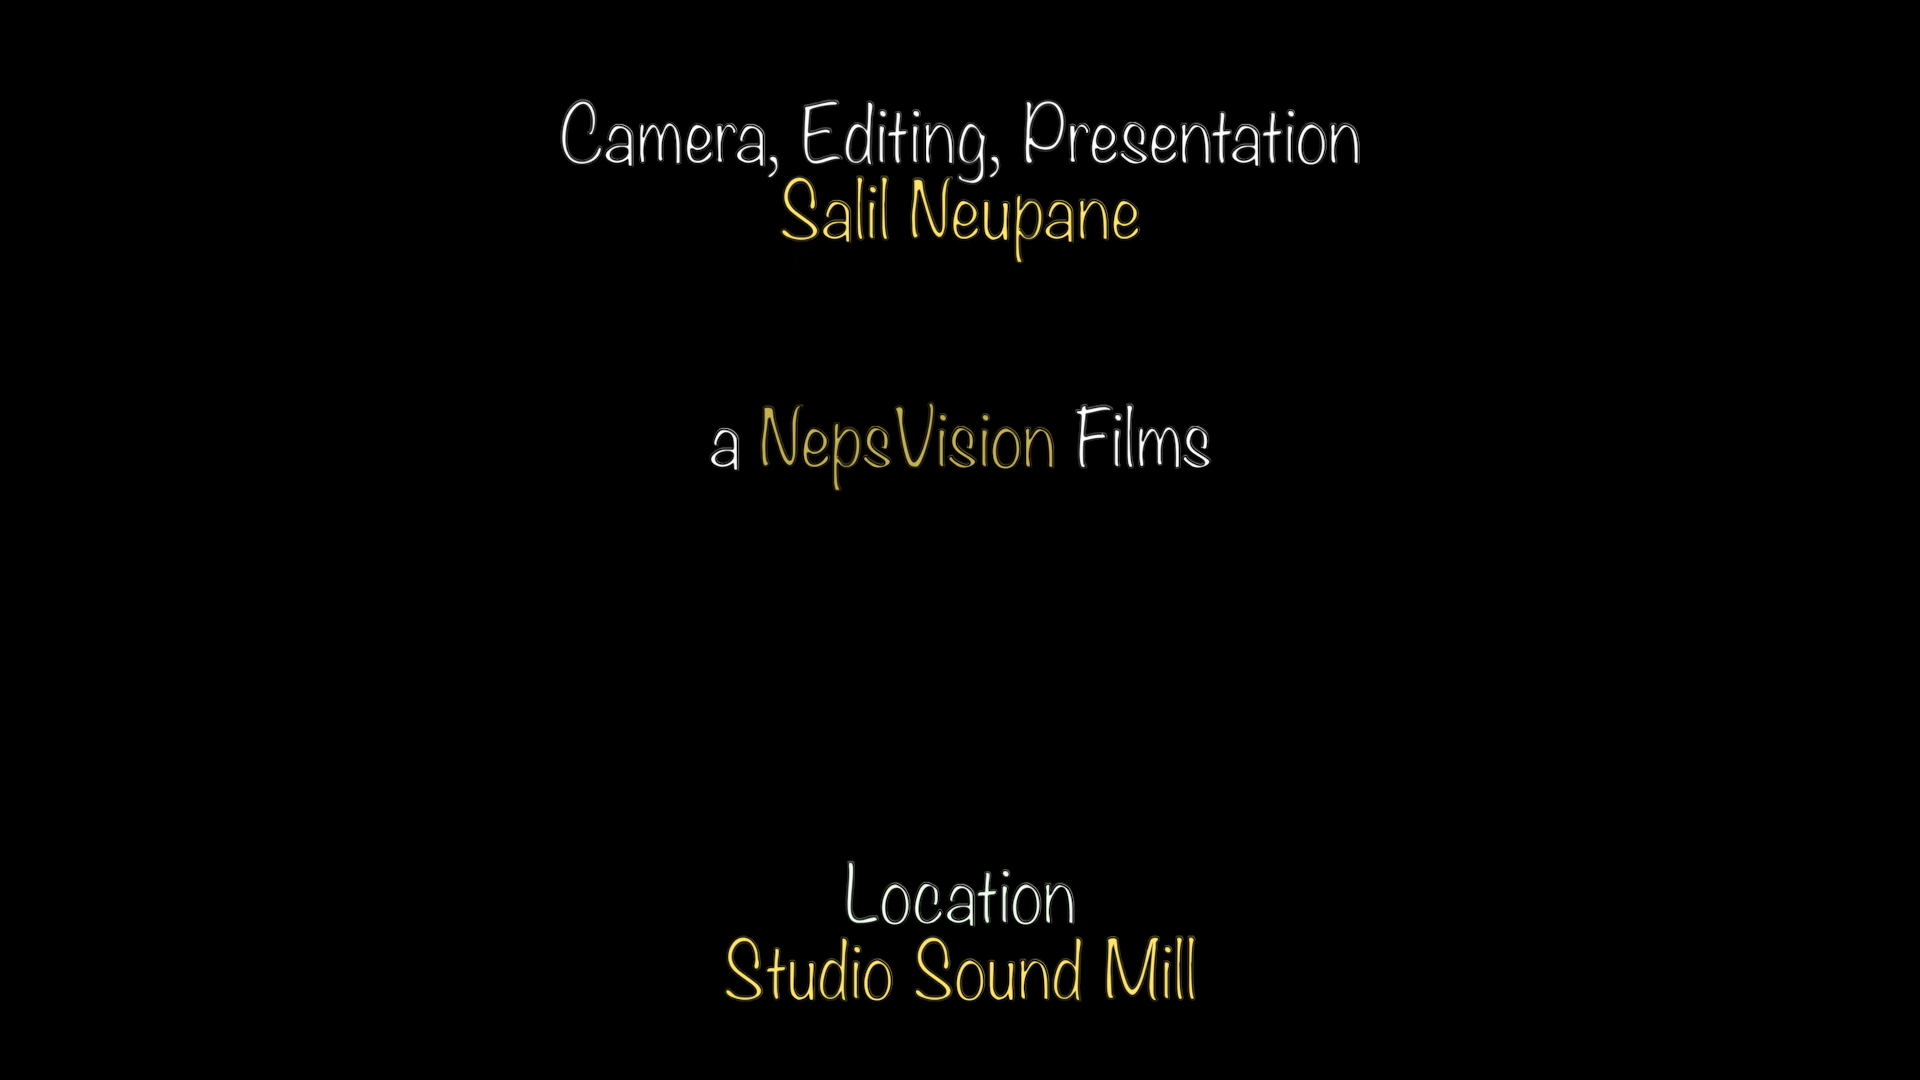 Camera, Editing, Presentation
Salil Neupane
a NepsVision Films
Location
Studio Sound Mill